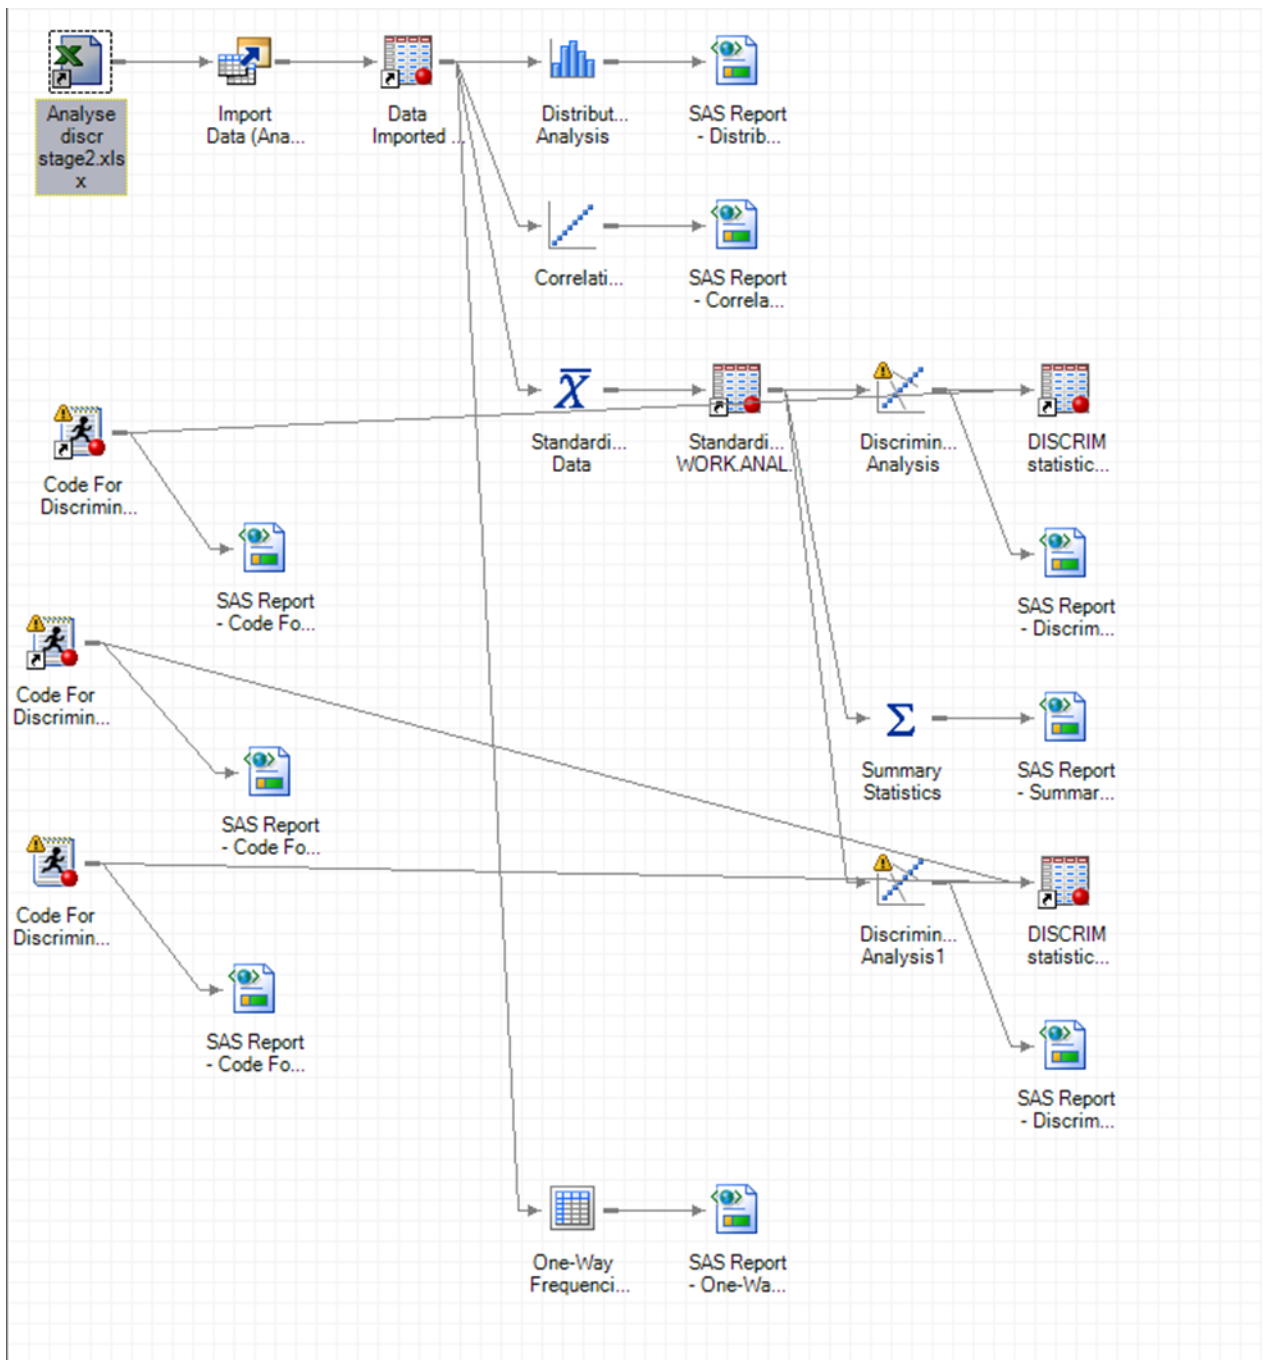 Analyse
discr
stage2.xls
x
Import
Data (Ana...
Data
Imported ...
Distribut...
Analysis
SAS Report
- Distrib...
Correlati...
SAS Report
- Correla...
Standardi...
Data
Standardi...
WORK.ANAL...
Discrimin...
Analysis
DISCRIM
statistic...
Code For
Discrimin...
SAS Report
- Code Fo...
SAS Report
- Discrim...
Code For
Discrimin...
SAS Report
- Code Fo...
Summary
Statistics
SAS Report
- Summar...
Code For
Discrimin...
SAS Report
- Code Fo...
Discrimin...
Analysis1
DISCRIM
statistic...
SAS Report
- Discrim...
One-Way
Frequenci...
SAS Report
- One-Wa...